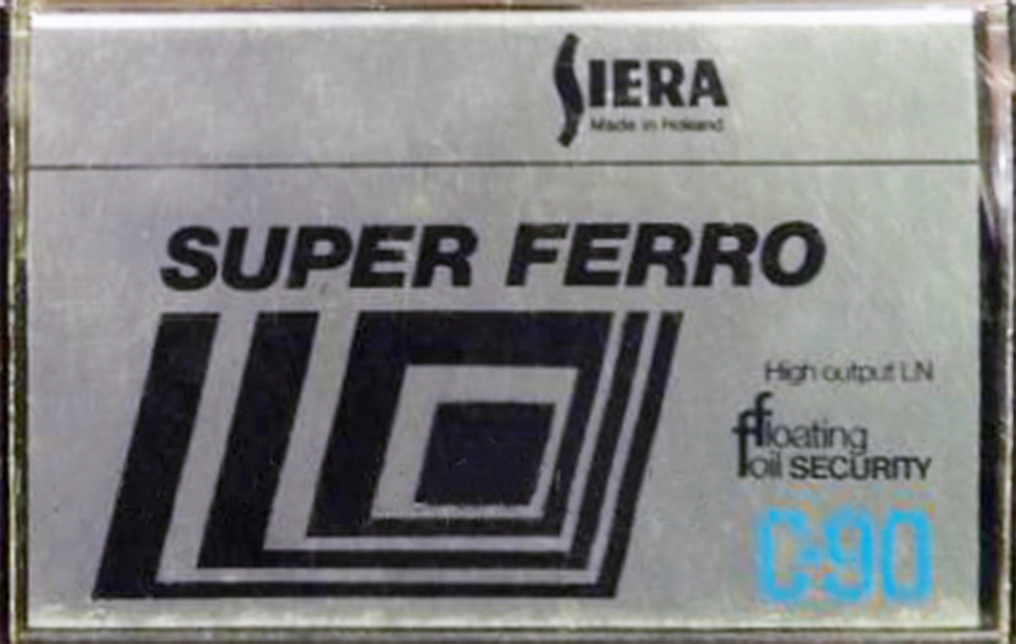 SIERA
Made in Holland
SUPER FERRO
High output LN
floating
foil SECURITY
C-90